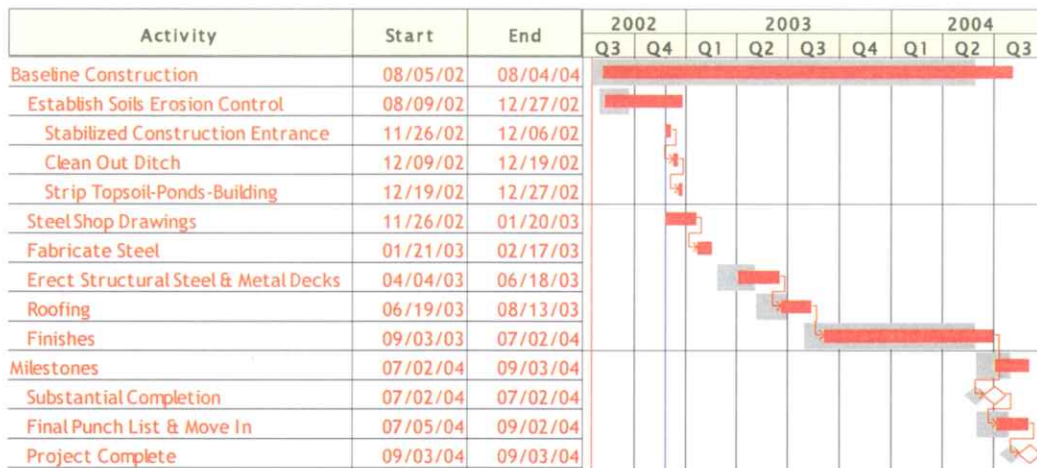 Activity Start End 2002 2003 2004
Q3 Q4 Q1 Q2 Q3 Q4 Q1 Q2 Q3
Baseline Construction 08/05/02 08/04/04
Establish Soils Erosion Control 08/09/02 12/27/02
Stabilized Construction Entrance 11/26/02 12/06/02
Clean Out Ditch 12/09/02 12/19/02
Strip Topsoil-Ponds-Building 12/19/02 12/27/02
Steel Shop Drawings 11/26/02 01/20/03
Fabricate Steel 01/21/03 02/17/03
Erect Structural Steel & Metal Decks 04/04/03 06/18/03
Roofing 06/19/03 08/13/03
Finishes 09/03/03 07/02/04
Milestones 07/02/04 09/03/04
Substantial Completion 07/02/04 07/02/04
Final Punch List & Move In 07/05/04 09/02/04
Project Complete 09/03/04 09/03/04